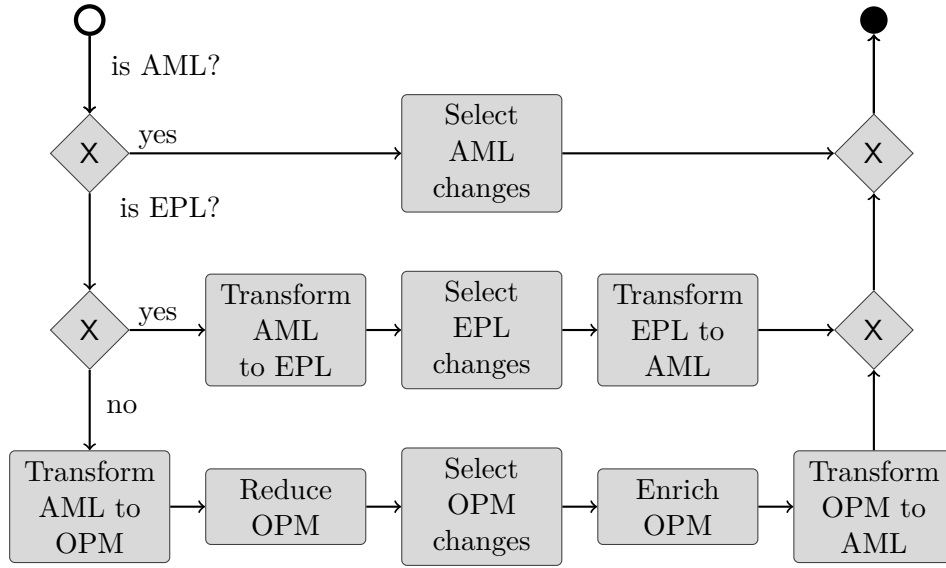 is AML?
X
yes
Select
AML
changes
X
is EPL?
X
yes
Transform
AML
to EPL
Select
EPL
changes
Transform
EPL to
AML
X
no
Transform
AML to
OPM
Reduce
OPM
Select
OPM
changes
Enrich
OPM
Transform
OPM to
AML